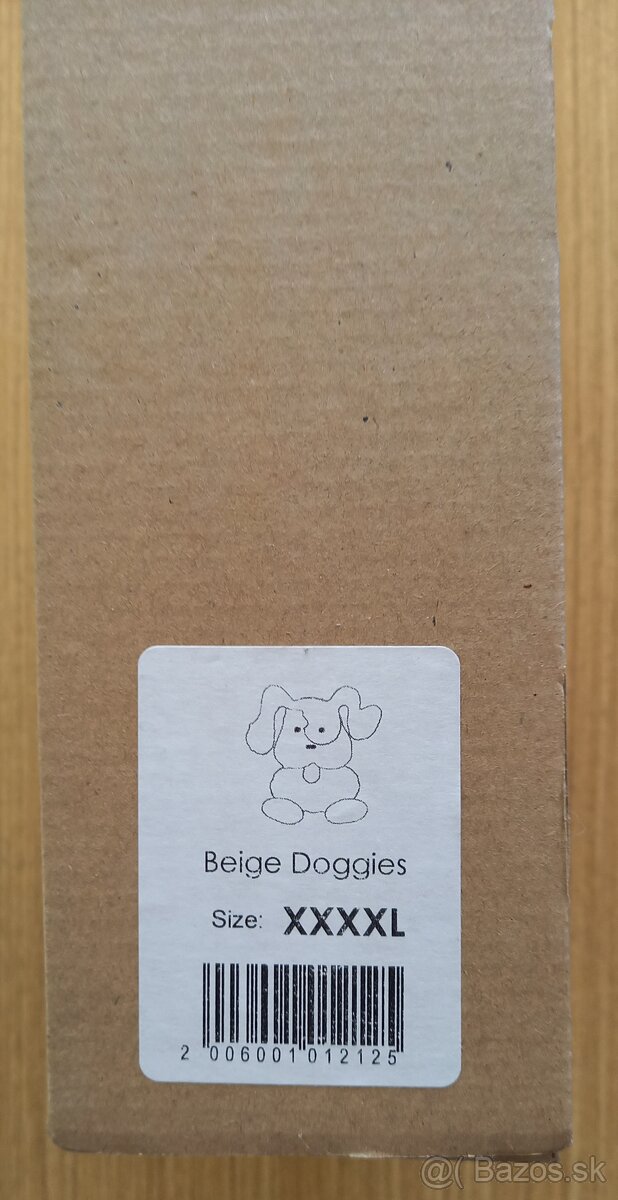 Beige Doggies
Size: XXXXL
2 006001 012125
@( Bazos.sk